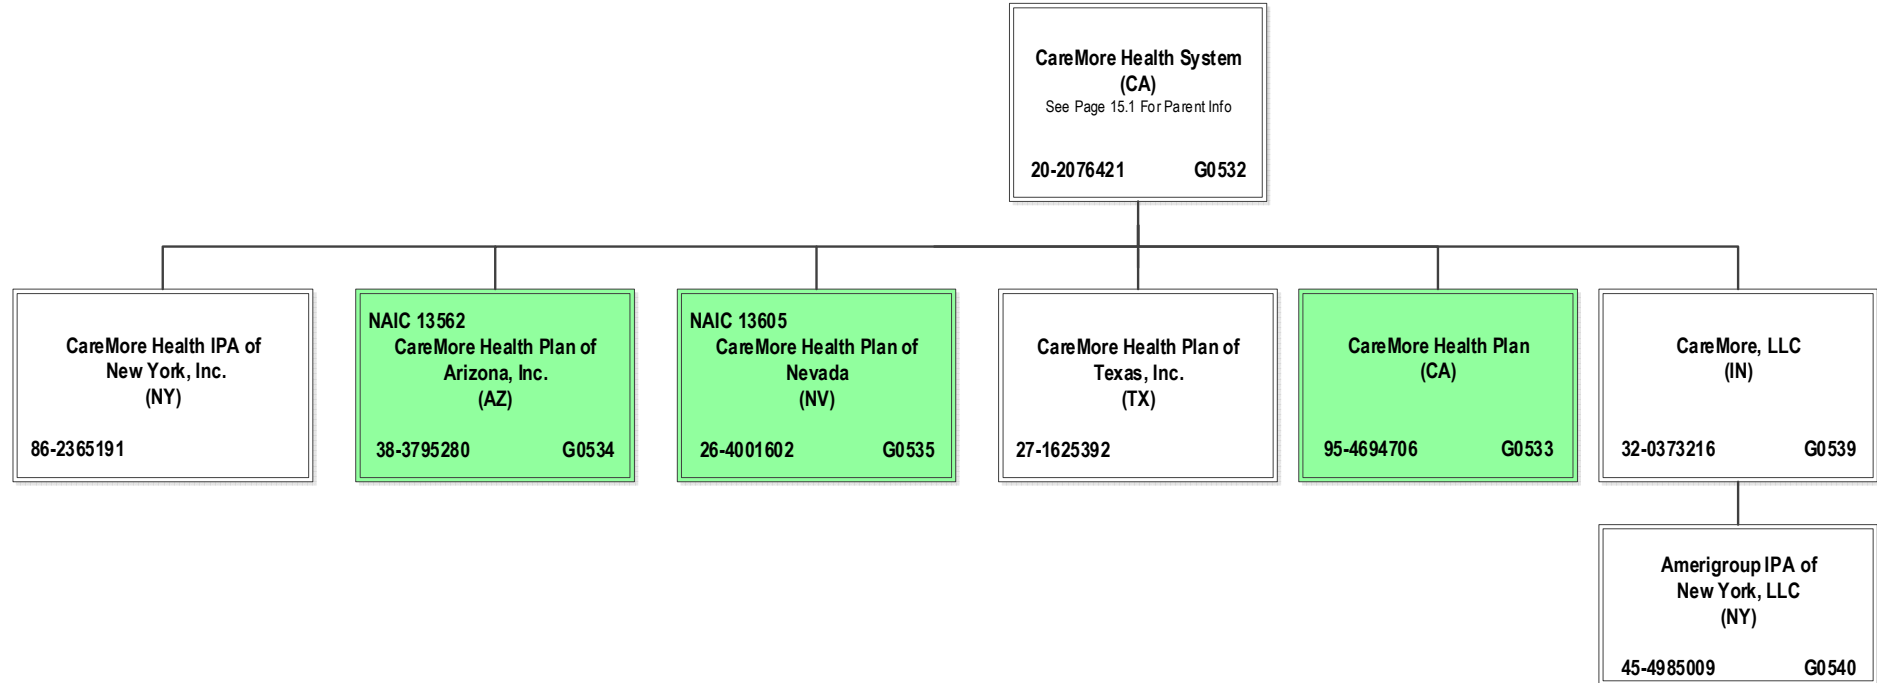 CareMore Health System
(CA)
See Page 15.1 For Parent Info
20-2076421 G0532
CareMore Health IPA of
New York, Inc.
(NY)
86-2365191
NAIC 13562
CareMore Health Plan of
Arizona, Inc.
(AZ)
38-3795280 G0534
NAIC 13605
CareMore Health Plan of
Nevada
(NV)
26-4001602 G0535
CareMore Health Plan of
Texas, Inc.
(TX)
27-1625392
CareMore Health Plan
(CA)
95-4694706 G0533
CareMore, LLC
(IN)
32-0373216 G0539
Amerigroup IPA of
New York, LLC
(NY)
45-4985009 G0540